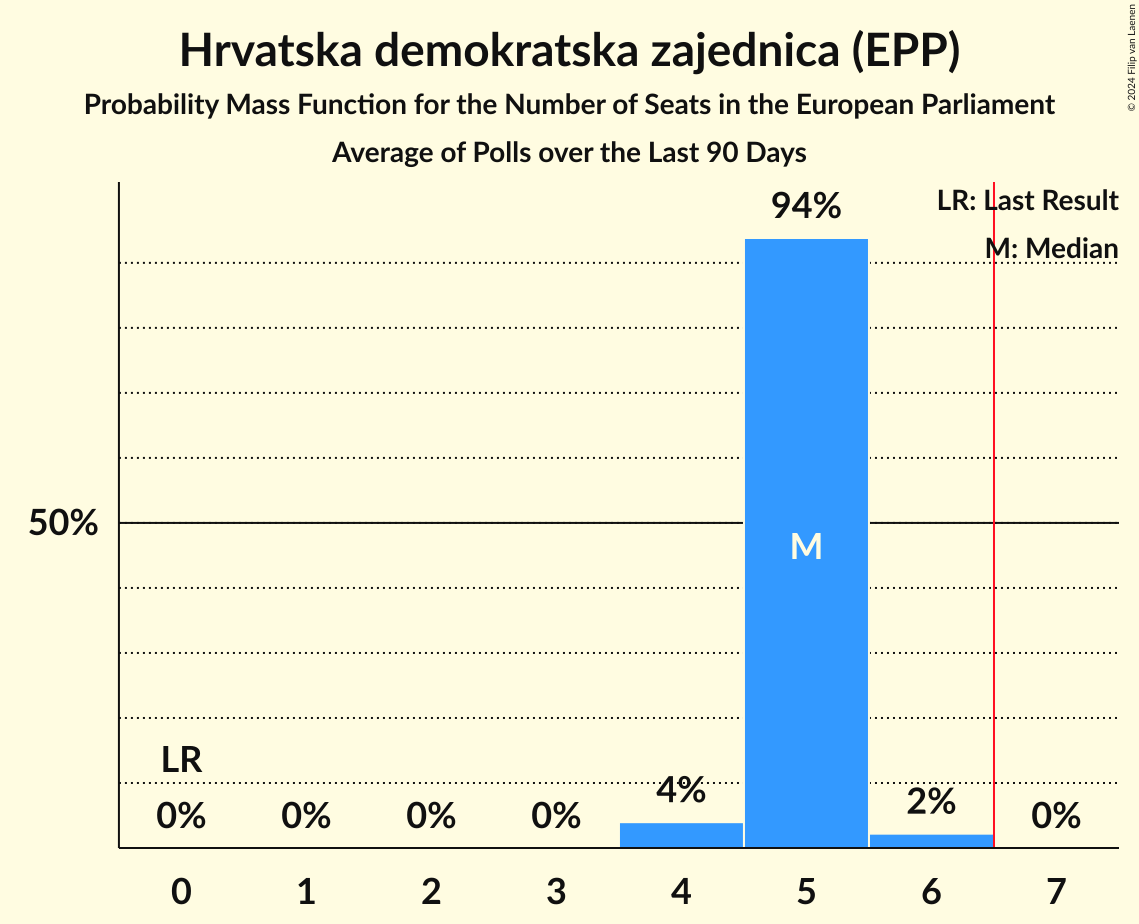 Hrvatska demokratska zajednica (EPP)
Probability Mass Function for the Number of Seats in the European Parliament
Average of Polls over the Last 90 Days
© 2024 Filip van Laenen
LR: Last Result
M: Median
94%
50%
M
LR
0% 0% 0% 0% 4% 2% 0%
0 1 2 3 4 5 6 7